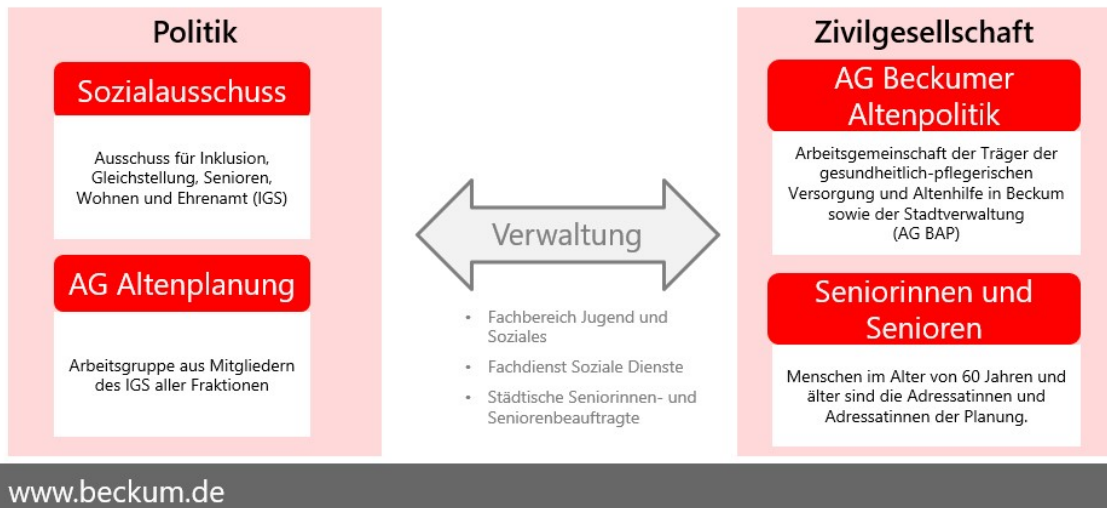 Politik
Sozialausschuss
Ausschuss für Inklusion,
Gleichstellung, Senioren,
Wohnen und Ehrenamt (IGS)
AG Altenplanung
Arbeitsgruppe aus Mitgliedern
des IGS aller Fraktionen
Verwaltung
• Fachbereich Jugend und
Soziales
• Fachdienst Soziale Dienste
• Städtische Seniorinnen- und
Seniorenbeauftragte
Zivilgesellschaft
AG Beckumer
Altenpolitik
Arbeitsgemeinschaft der Träger der
gesundheitlich-pflegerischen
Versorgung und Altenhilfe in Beckum
sowie der Stadtverwaltung
(AG BAP)
Seniorinnen und
Senioren
Menschen im Alter von 60 Jahren und
älter sind die Adressatinnen und
Adressatinnen der Planung.
www.beckum.de